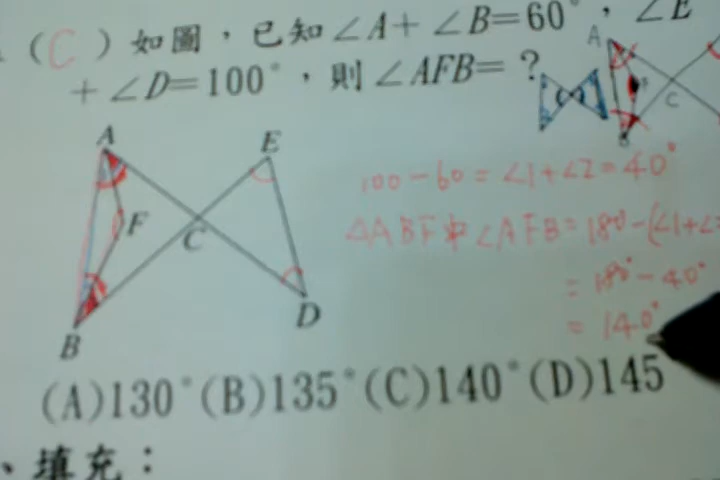 (C) 如圖，已知∠A+∠B=60°，∠E
+∠D=100°，則∠AFB=？
A
C
A
E
F
C
D
B
100-60=∠1+∠2=40°
△ABF中∠AFB=180-(∠1+∠2
=180°-40°
=140°
(A)130°(B)135°(C)140°(D)145
、填充：